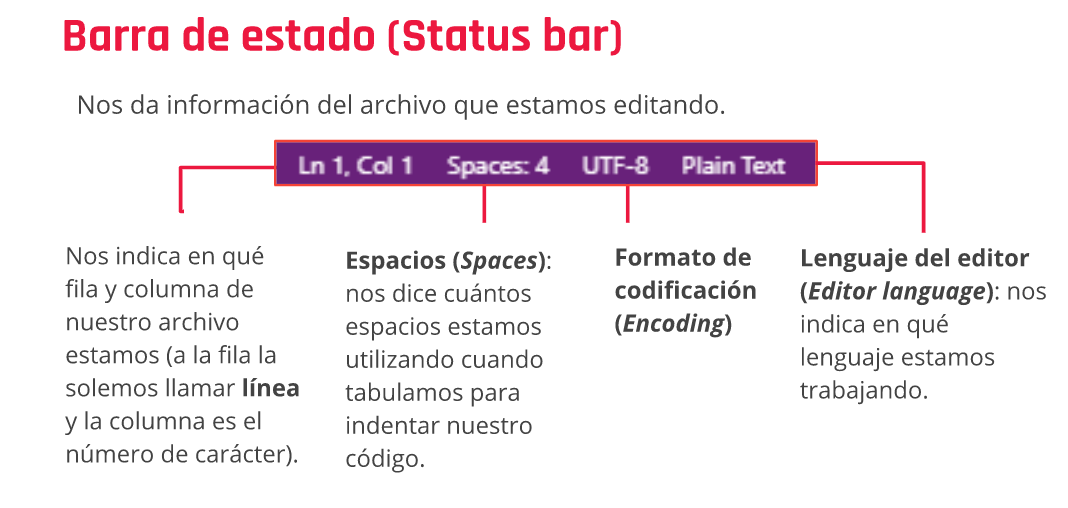 Barra de estado (Status bar)
Nos da información del archivo que estamos editando.
Ln 1, Col 1 Spaces: 4 UTF-8 Plain Text
Nos indica en qué
fila y columna de
nuestro archivo
estamos (a la fila la
solemos llamar línea
y la columna es el
número de carácter).
Espacios (Spaces):
nos dice cuántos
espacios estamos
utilizando cuando
tabulamos para
indentar nuestro
código.
Formato de
codificación
(Encoding)
Lenguaje del editor
(Editor language): nos
indica en qué
lenguaje estamos
trabajando.